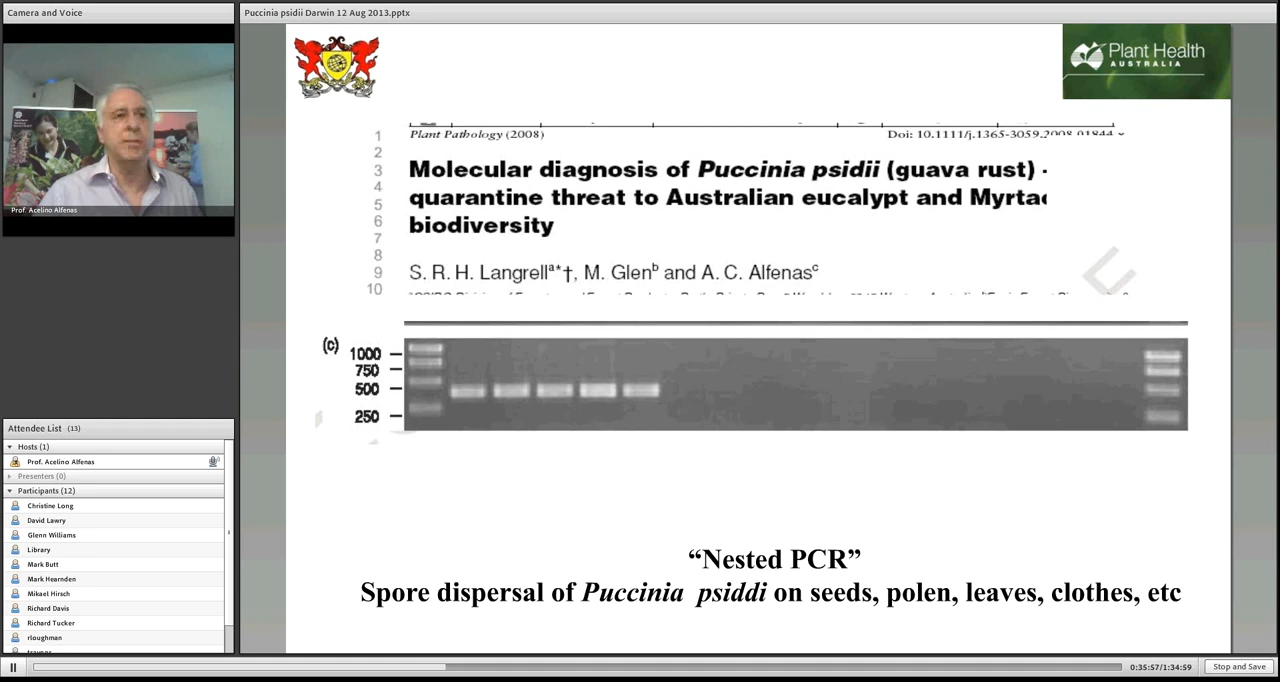 Camera and Voice
Prof. Acelino Alfenas
Attendee List (13)
Hosts (1)
Prof. Acelino Alfenas
Presenters (0)
Participants (12)
Christine Long
David Lawry
Glenn Williams
Library
Mark Butt
Mark Hearnden
Mikael Hirsch
Richard Davis
Richard Tucker
rloughman
Puccinia psidii Darwin 12 Aug 2013.pptx
Plant Health
AUSTRALIA
1
Plant Pathology (2008) Doi: 10.1111/j.1365-3059.2008.01844
2
3 Molecular diagnosis of Puccinia psidii (guava rust) -
4
5 quarantine threat to Australian eucalypt and Myrtac
6 biodiversity
7
8
9 S. R. H. Langrell a*†, M. Glen b and A. C. Alfenas c
10
(c)
1000
750
500
250
“Nested PCR”
Spore dispersal of Puccinia psiddi on seeds, polen, leaves, clothes, etc
0:35:57/1:34:59
Stop and Save